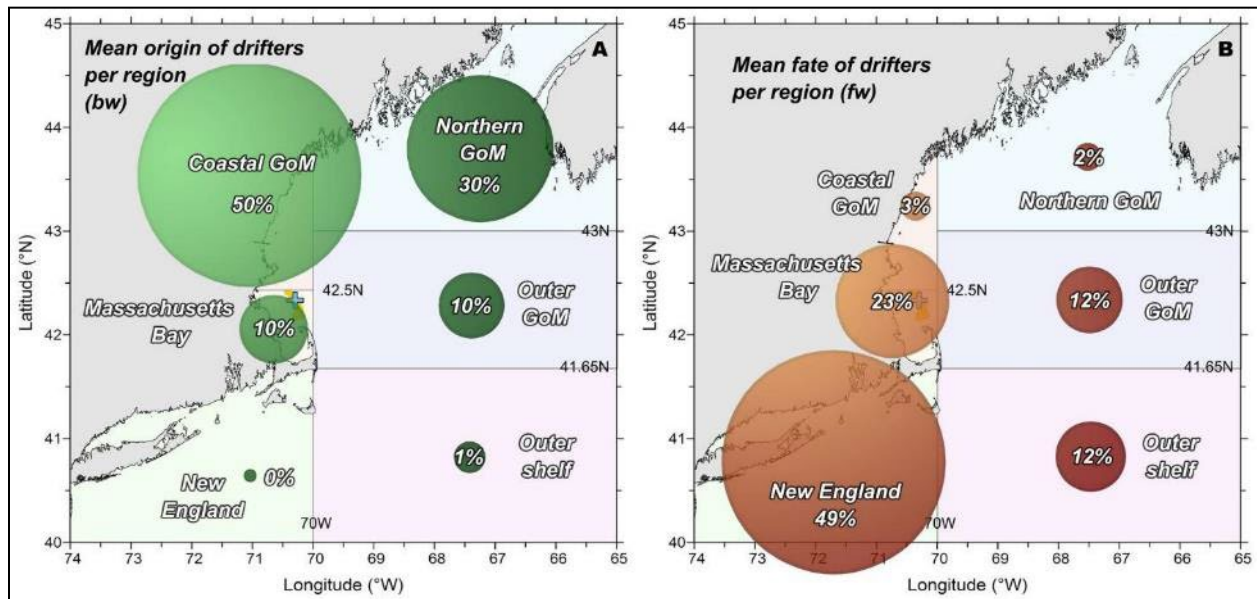 Mean origin of drifters
per region
(bw)
A
Coastal GoM
50%
Northern
GoM
30%
43N
42.5N
Massachusetts
Bay
10%
10%
Outer
GoM
41.65N
New
England
0%
1%
Outer
shelf
70W
45
44
43
42
41
40
Latitude (°N)
74
73
72
71
70
69
68
67
66
65
Longitude (°W)
Mean fate of drifters
per region (fw)
B
2%
Northern GoM
Coastal
GoM
3%
43N
Massachusetts
Bay
23%
42.5N
12%
Outer
GoM
41.65N
New England
49%
12%
Outer
shelf
70W
45
44
43
42
41
40
Latitude (°N)
74
73
72
71
70
69
68
67
66
65
Longitude (°W)